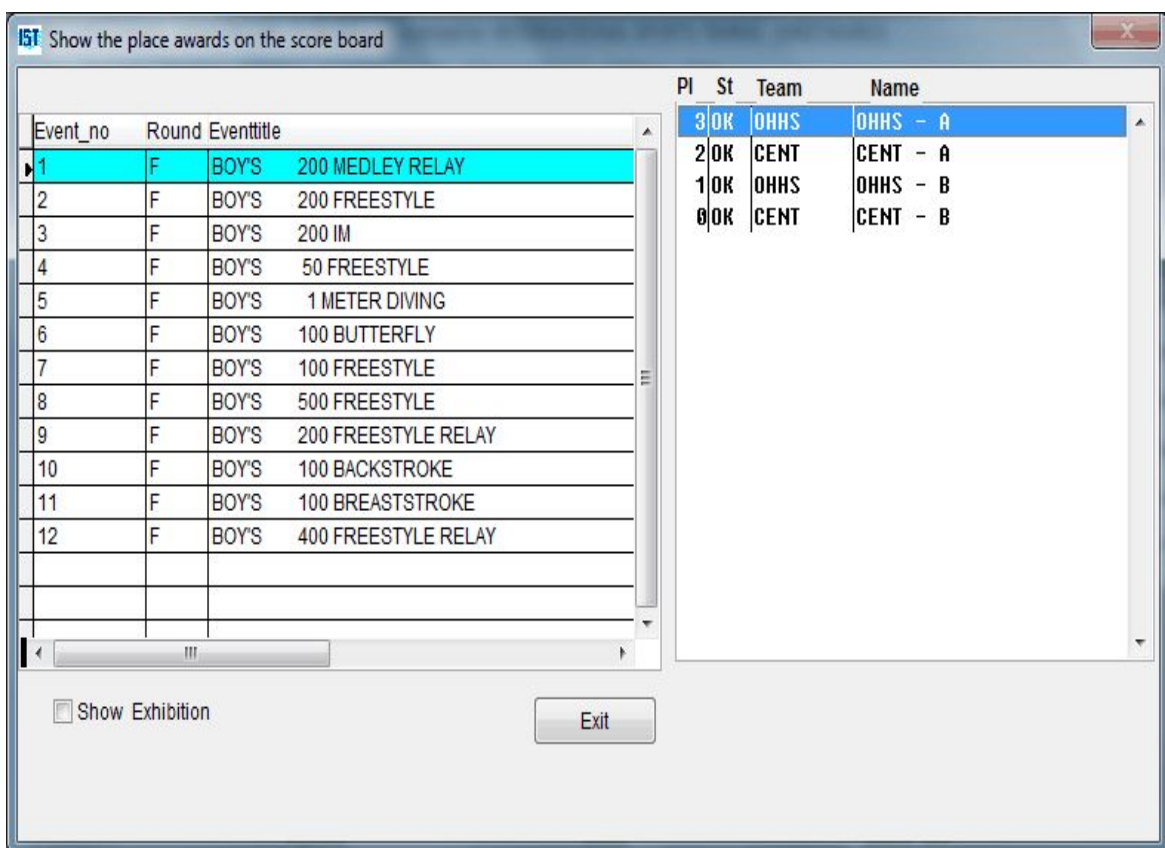 IST Show the place awards on the score board X
Pl St Team Name
Event_no Round Eventtitle
1 F BOY'S 200 MEDLEY RELAY
2 F BOY'S 200 FREESTYLE
3 F BOY'S 200 IM
4 F BOY'S 50 FREESTYLE
5 F BOY'S 1 METER DIVING
6 F BOY'S 100 BUTTERFLY
7 F BOY'S 100 FREESTYLE
8 F BOY'S 500 FREESTYLE
9 F BOY'S 200 FREESTYLE RELAY
10 F BOY'S 100 BACKSTROKE
11 F BOY'S 100 BREASTSTROKE
12 F BOY'S 400 FREESTYLE RELAY
3 OK OHHS OHHS - A
2 OK CENT CENT - A
1 OK OHHS OHHS - B
0 OK CENT CENT - B
Show Exhibition
Exit